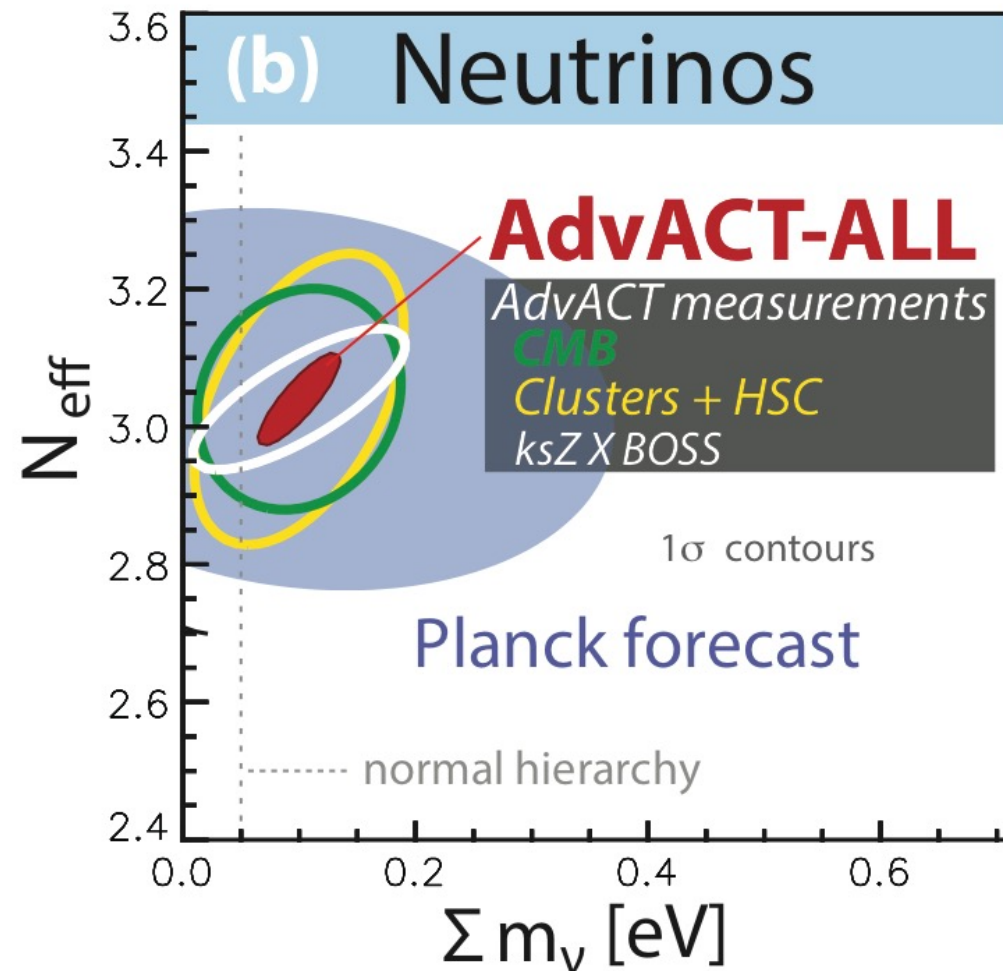 (b) Neutrinos
3.6
3.4
3.2
3.0
2.8
2.6
2.4
N eff
AdvACT-ALL
AdvACT measurements
CMB
Clusters + HSC
ksZ X BOSS
1σ contours
Planck forecast
normal hierarchy
0.0 0.2 0.4 0.6
Σ mν [eV]